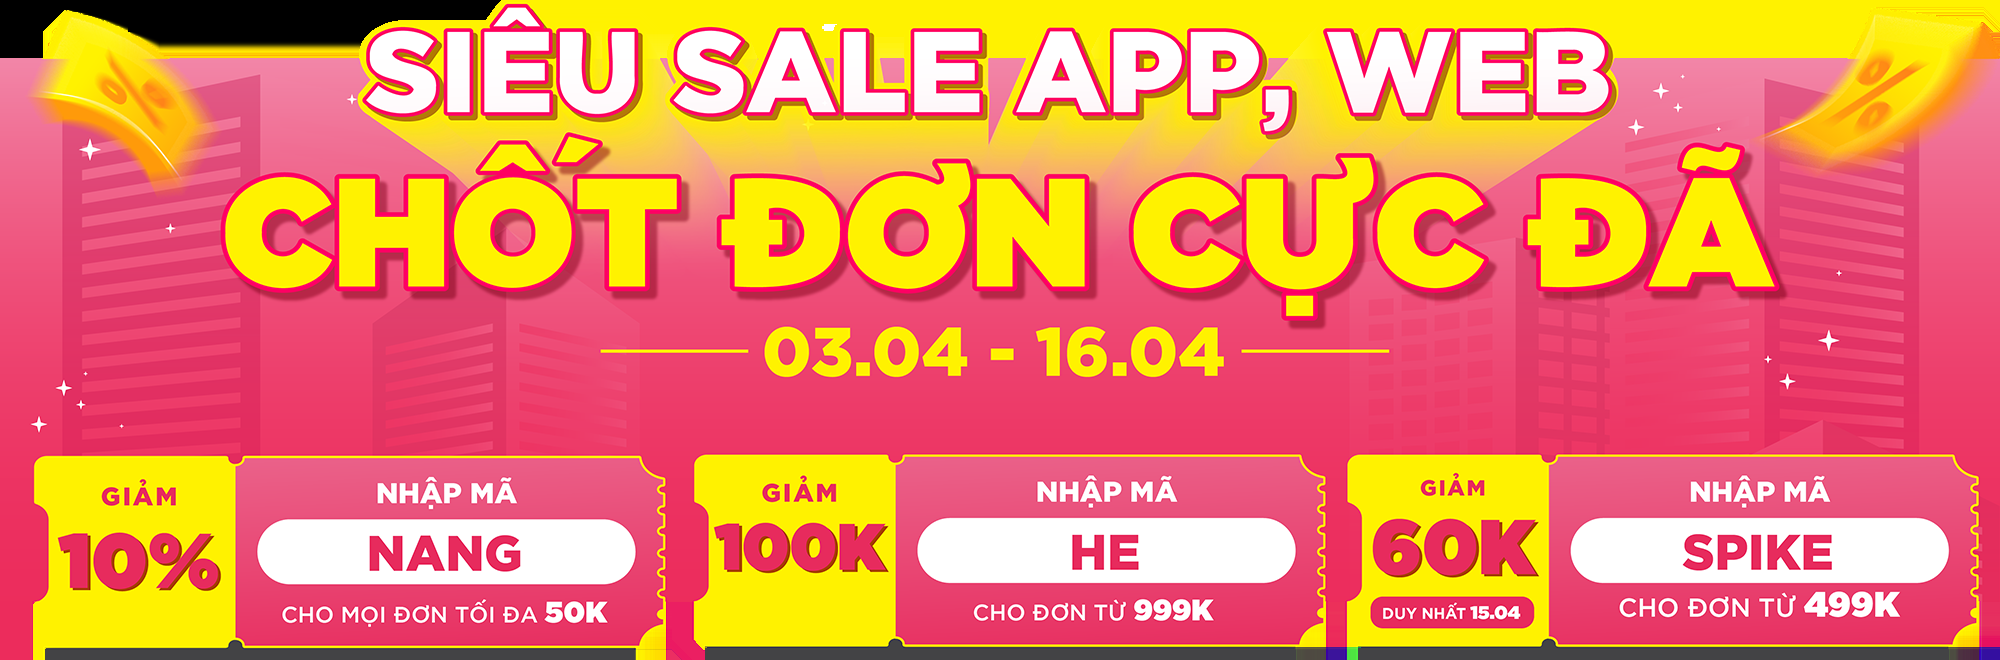 SIÊU SALE APP, WEB
CHỐT ĐƠN CỰC ĐÃ
03.04 - 16.04
GIẢM
10%
NHẬP MÃ
NANG
CHO MỌI ĐƠN TỐI ĐA 50K
GIẢM
100K
NHẬP MÃ
HE
CHO ĐƠN TỪ 999K
GIẢM
60K
DUY NHẤT 15.04
NHẬP MÃ
SPIKE
CHO ĐƠN TỪ 499K
%
%